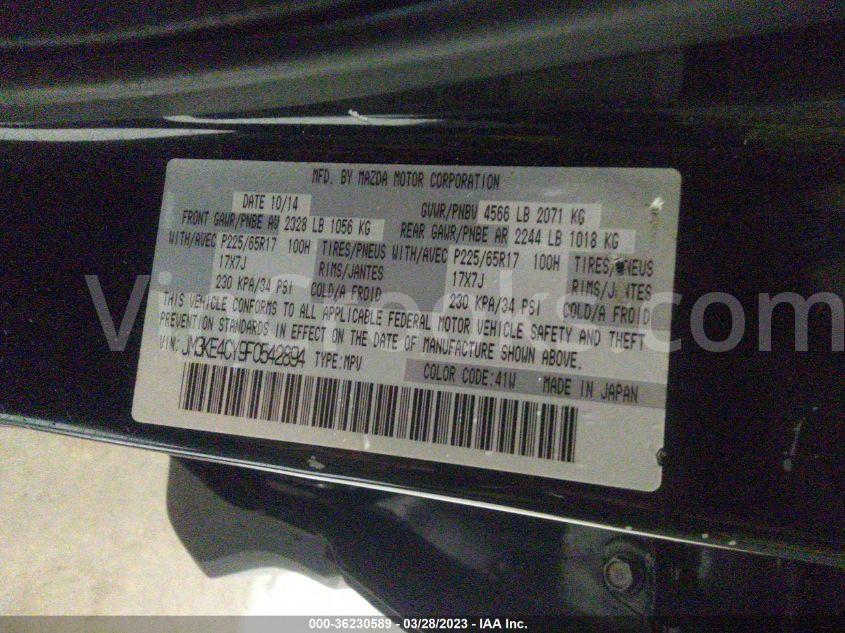 MFD. BY MAZDA MOTOR CORPORATION
DATE 10/14 GVWR/PNBV 4566 LB 2071 KG
FRONT GAWR/PNBE AV 2328 LB 1056 KG REAR GAWR/PNBE AR 2244 LB 1018 KG
WITH/AVEC P225/65R17 100H TIRES/PNEUS WITH/AVEC P225/65R17 100H TIRES/PNEUS
17X7J RIMS/JANTES 17X7J RIMS/JANTES
230 KPA/34 PSI COLD/A FROID 230 KPA/34 PSI COLD/A FROID
THIS VEHICLE CONFORMS TO ALL APPLICABLE FEDERAL MOTOR VEHICLE SAFETY AND THEFT
PREVENTION STANDARDS IN EFFECT ON THE DATE OF MANUFACTURE SHOWN ABOVE.
VIN: JM3KE4CY9F0542894 TYPE:MPV
COLOR CODE:41W MADE IN JAPAN
000-36230589 - 03/28/2023 - IAA Inc.